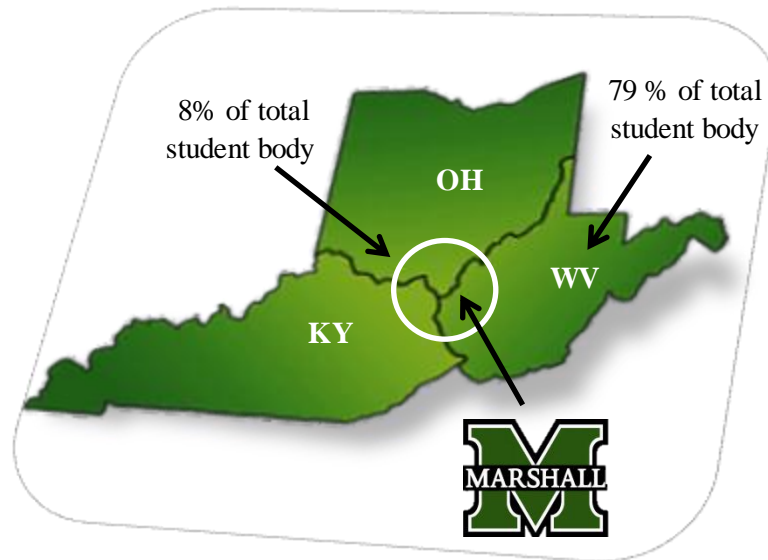 8% of total
student body
79 % of total
student body
OH
WV
KY
MARSHALL